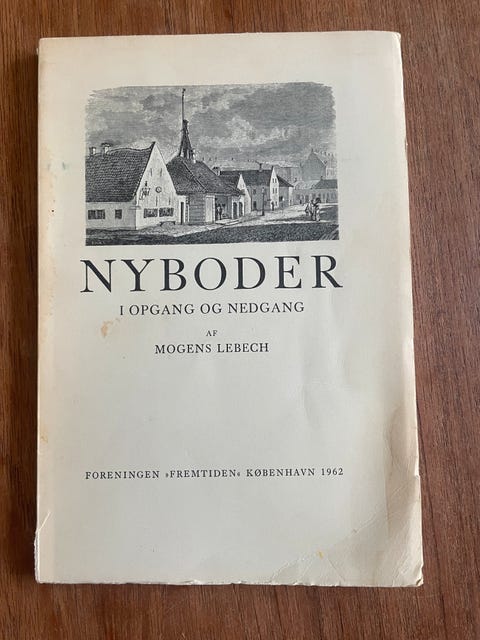 NYBODER
I OPGANG OG NEDGANG
AF
MOGENS LEBECH
FORENINGEN »FREMTIDEN« KØBENHAVN 1962